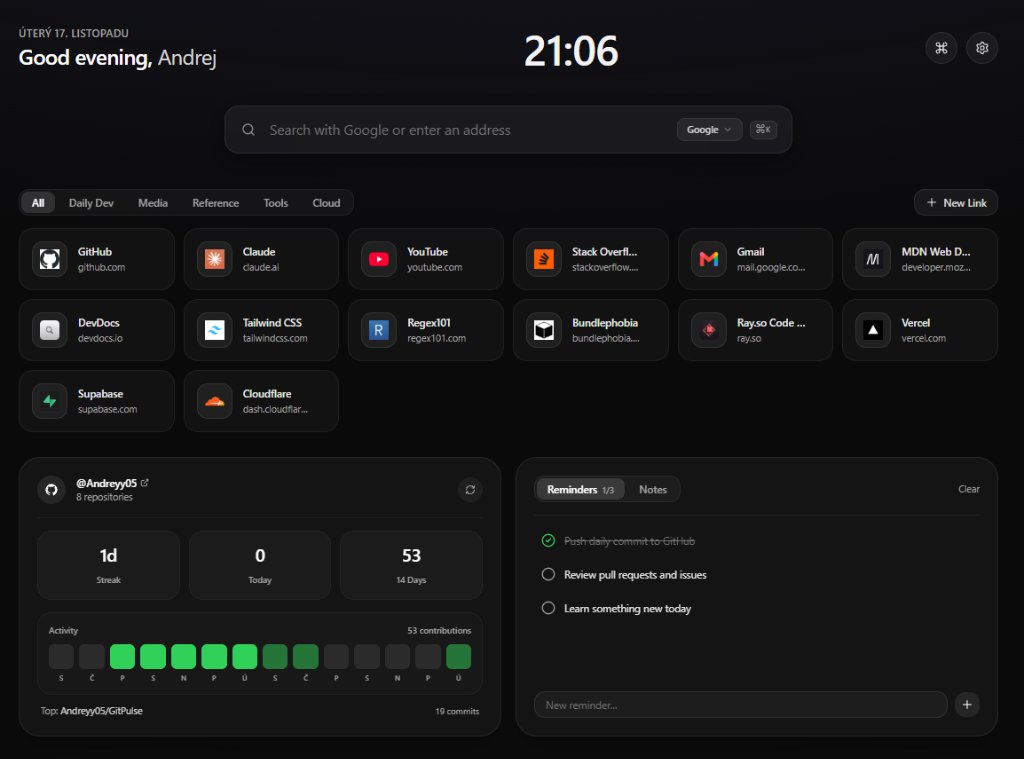 ÚTERÝ 17. LISTOPADU
Good evening, Andrej
21:06
Search with Google or enter an address
Google
⌘K
All Daily Dev Media Reference Tools Cloud
+ New Link
GitHub
github.com
Claude
claude.ai
YouTube
youtube.com
Stack Overfl...
stackoverflow....
Gmail
mail.google.co...
MDN Web D...
developer.moz...
DevDocs
devdocs.io
Tailwind CSS
tailwindcss.com
R
Regex101
regex101.com
Bundlephobia
bundlephobia....
Ray.so Code ...
ray.so
Vercel
vercel.com
Supabase
supabase.com
Cloudflare
dash.cloudflar...
@Andreyy05
8 repositories
1d
Streak
0
Today
53
14 Days
Activity
53 contributions
S Č P S N P Ú S Č P S N P Ú
Top: Andreyy05/GitPulse
19 commits
Reminders 1/3
Notes
Clear
Push daily commit to GitHub
Review pull requests and issues
Learn something new today
New reminder...
+